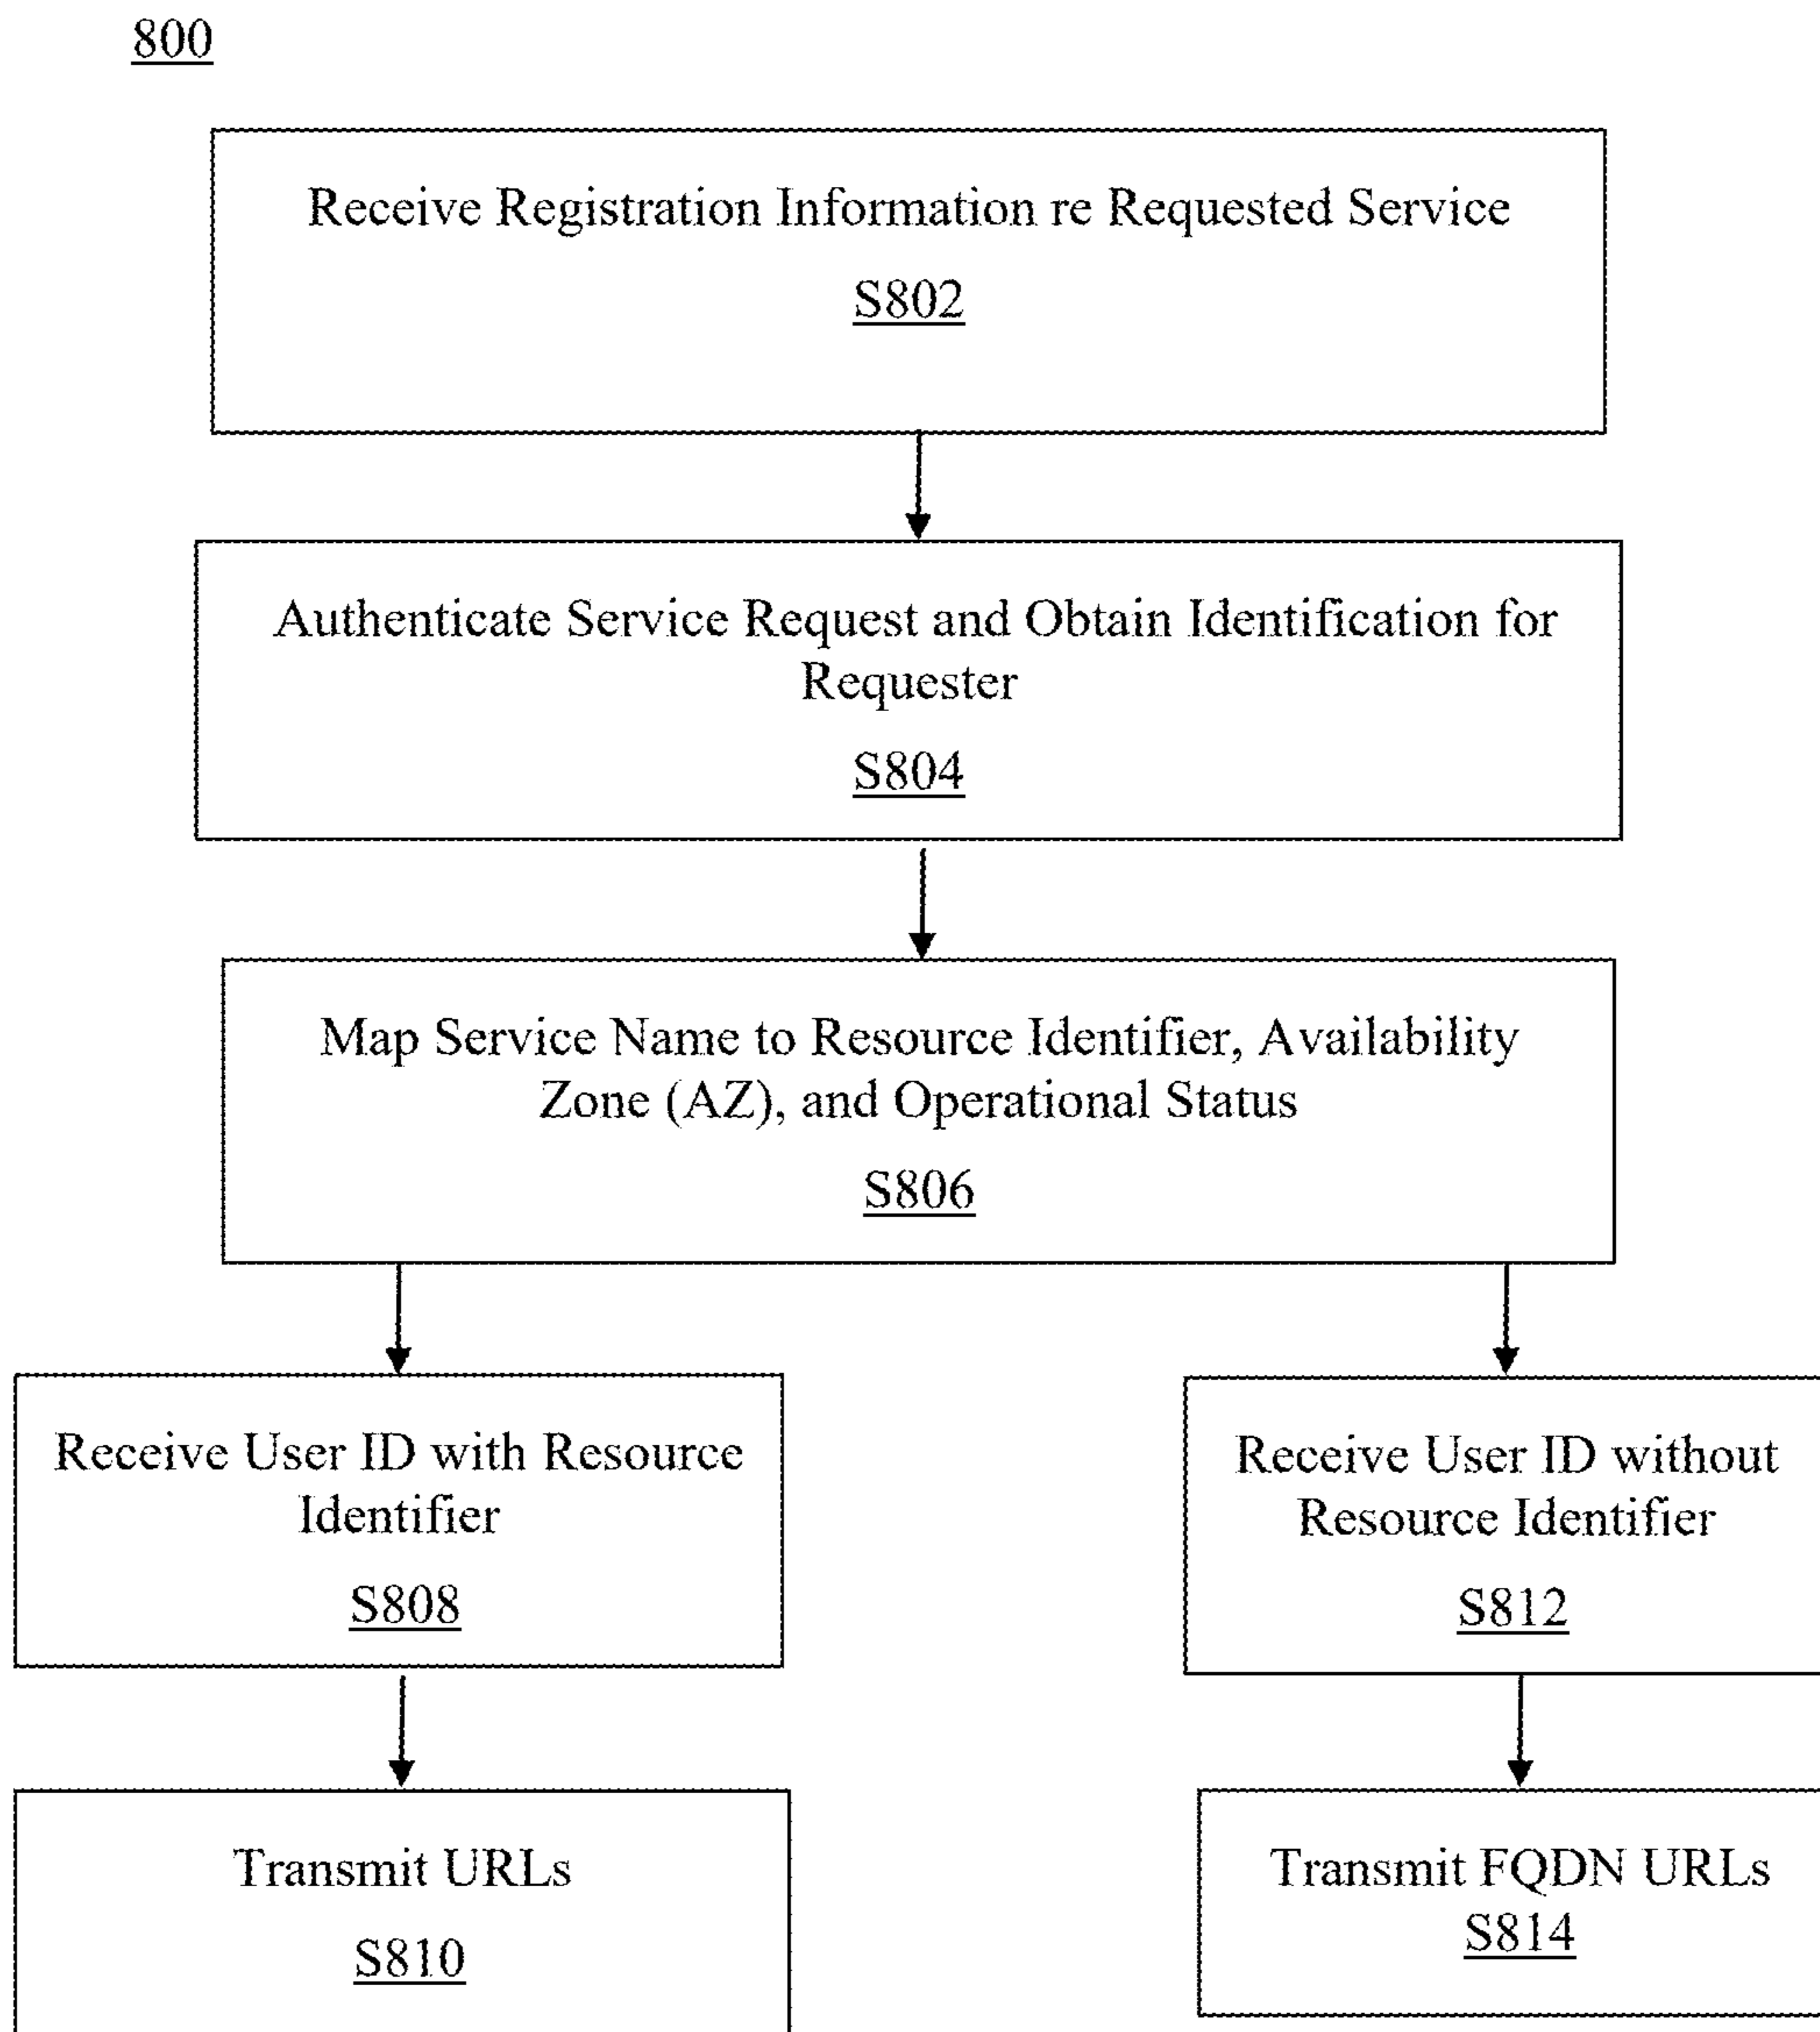 800
Receive Registration Information re Requested Service
S802
Authenticate Service Request and Obtain Identification for
Requester
S804
Map Service Name to Resource Identifier, Availability
Zone (AZ), and Operational Status
S806
Receive User ID with Resource
Identifier
S808
Receive User ID without
Resource Identifier
S812
Transmit URLs
S810
Transmit FQDN URLs
S814